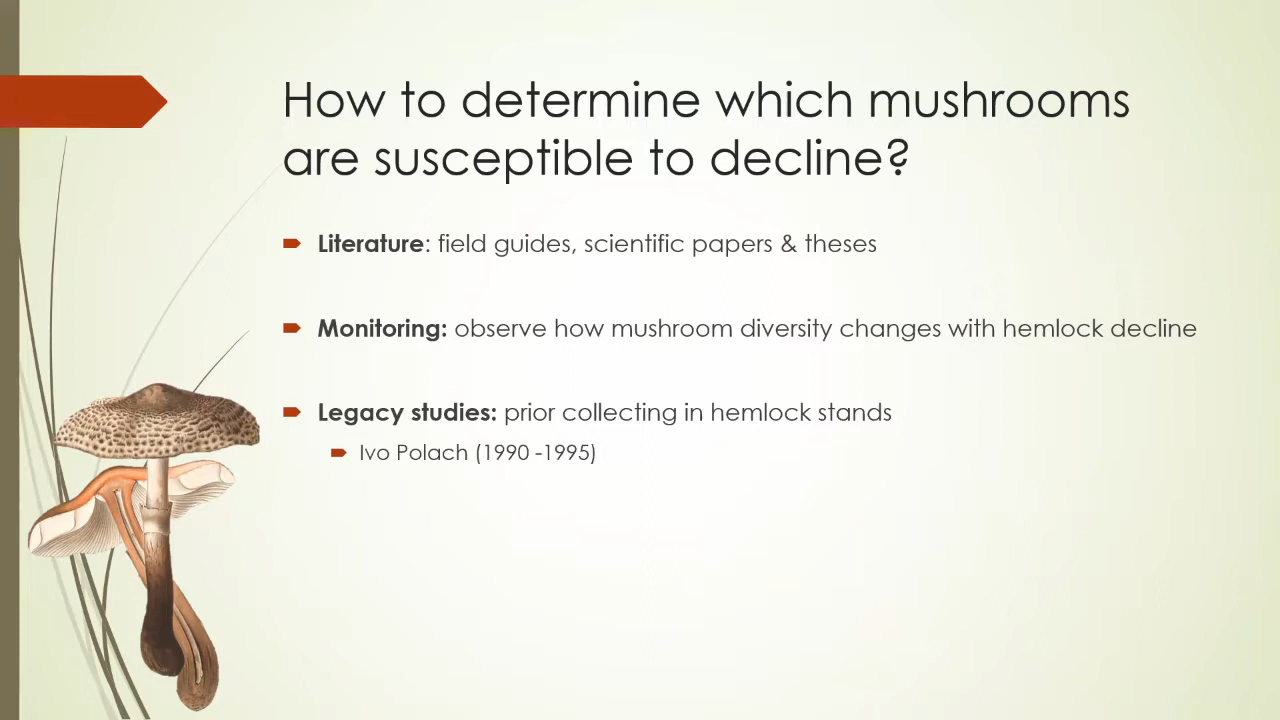 How to determine which mushrooms
are susceptible to decline?
Literature: field guides, scientific papers & theses
Monitoring: observe how mushroom diversity changes with hemlock decline
Legacy studies: prior collecting in hemlock stands
Ivo Polach (1990 -1995)